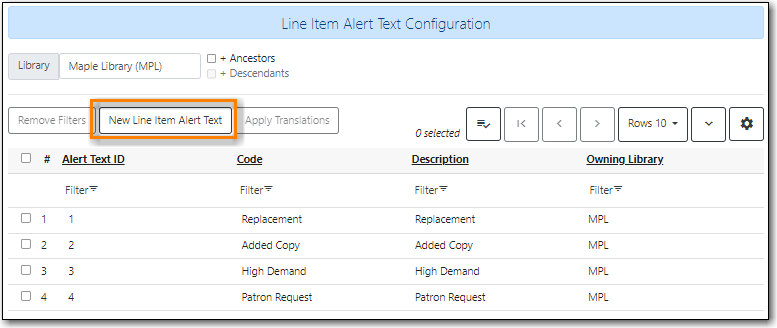 Line Item Alert Text Configuration
Library Maple Library (MPL) + Ancestors
+ Descendants
Remove Filters New Line Item Alert Text Apply Translations 0 selected Rows 10
# Alert Text ID Code Description Owning Library
Filter Filter Filter Filter
1 1 Replacement Replacement MPL
2 2 Added Copy Added Copy MPL
3 3 High Demand High Demand MPL
4 4 Patron Request Patron Request MPL